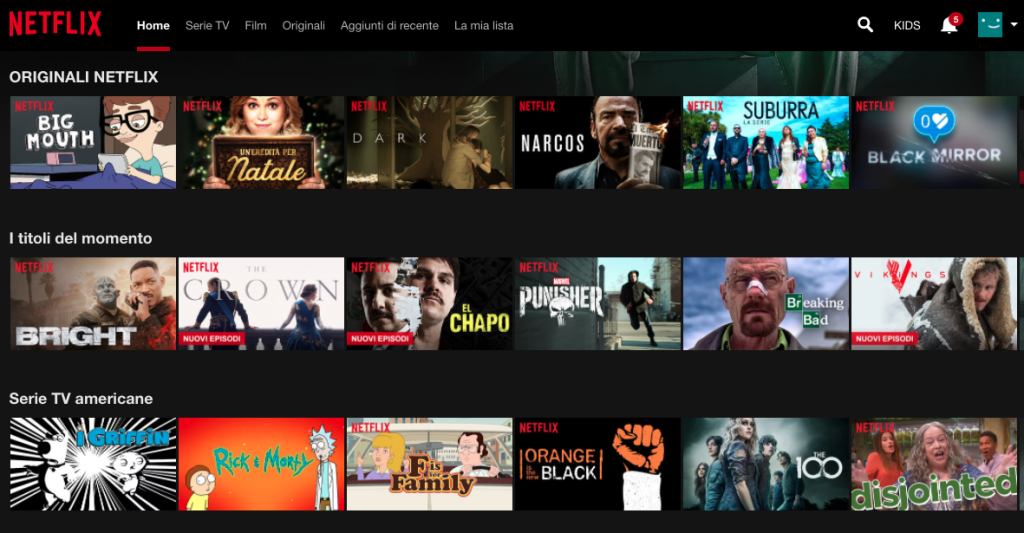 NETFLIX
Home Serie TV Film Originali Aggiunti di recente La mia lista
KIDS
5
ORIGINALI NETFLIX
NETFLIX
BIG
MOUTH
NETFLIX
UN'EREDITÀ PER
Natale
NETFLIX
DARK
NETFLIX
NARCOS
MUERTO
NETFLIX
SUBURRA
LA SERIE
NETFLIX
0
BLACK MIRROR
I titoli del momento
NETFLIX
BRIGHT
NETFLIX
THE
CROWN
NUOVI EPISODI
NETFLIX
EL
CHAPO
NUOVI EPISODI
NETFLIX
MARVEL
PUNISHER
Breaking
Bad
VIKINGS
NUOVI EPISODI
Serie TV americane
I GRIFFIN
RICK & MORTY
NETFLIX
F is
for
Family
NETFLIX
ORANGE
IS THE NEW
BLACK
THE
100
NETFLIX
disjointed